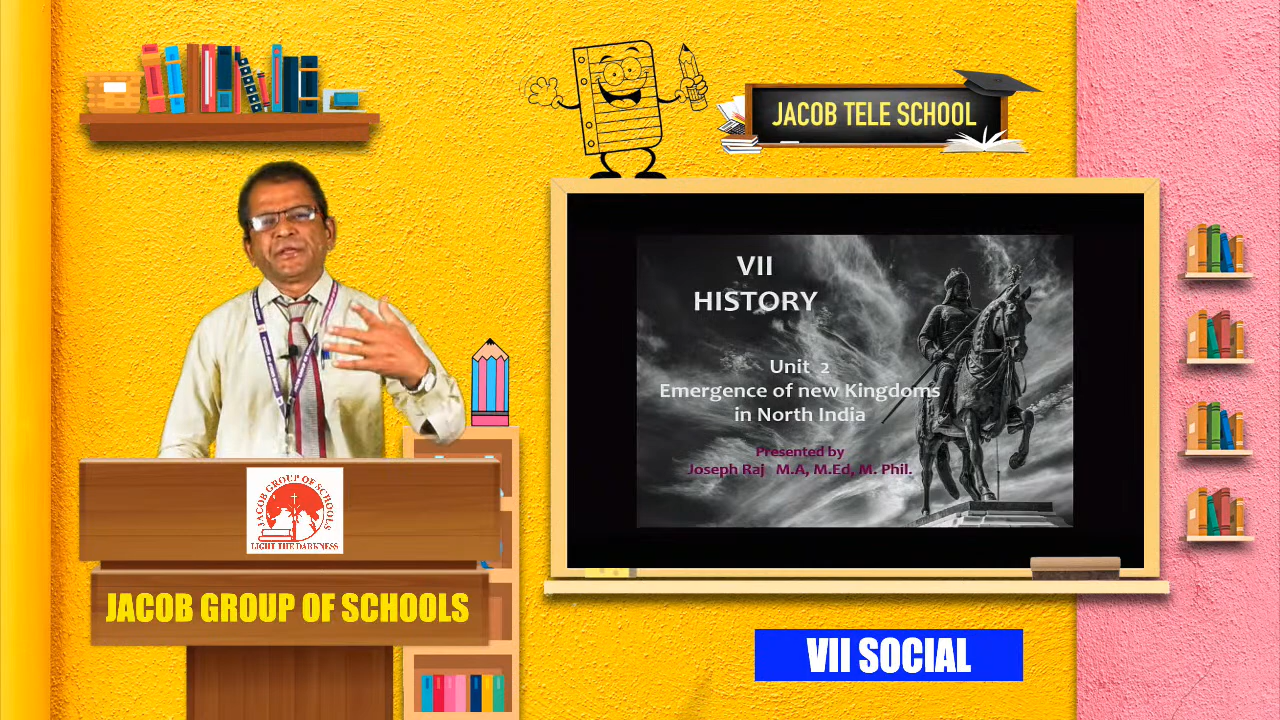 JACOB TELE SCHOOL
VII
HISTORY
Unit 2
Emergence of new Kingdoms
in North India
Presented by
Joseph Raj M.A, M.Ed, M. Phil.
JACOB GROUP OF SCHOOLS
LIGHT THE DARKNESS
JACOB GROUP OF SCHOOLS
VII SOCIAL